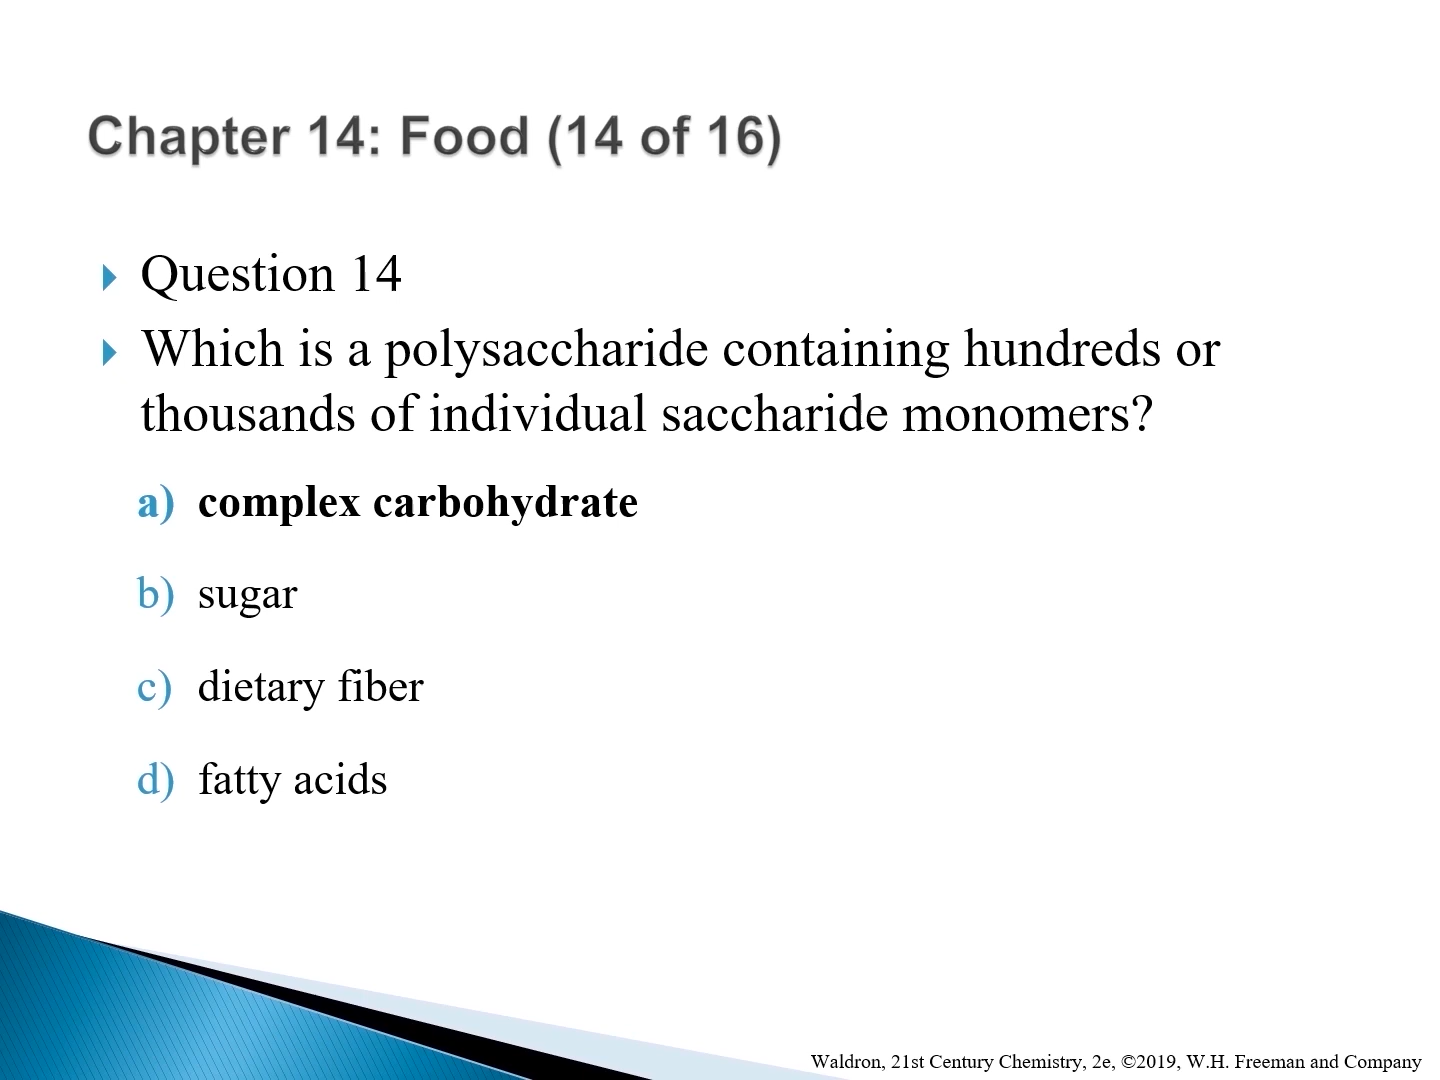 Chapter 14: Food (14 of 16)
Question 14
Which is a polysaccharide containing hundreds or
thousands of individual saccharide monomers?
a) complex carbohydrate
b) sugar
c) dietary fiber
d) fatty acids
Waldron, 21st Century Chemistry, 2e, ©2019, W.H. Freeman and Company